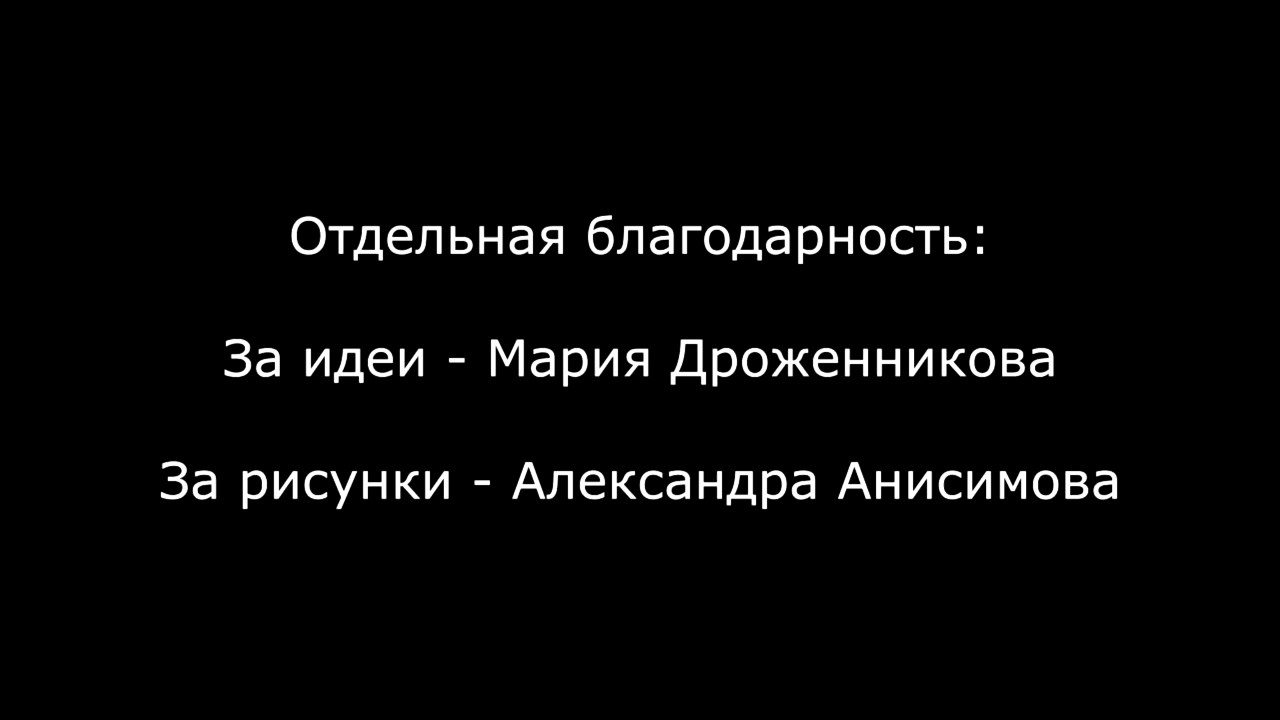 Отдельная благодарность:
За идеи - Мария Дроженникова
За рисунки - Александра Анисимова